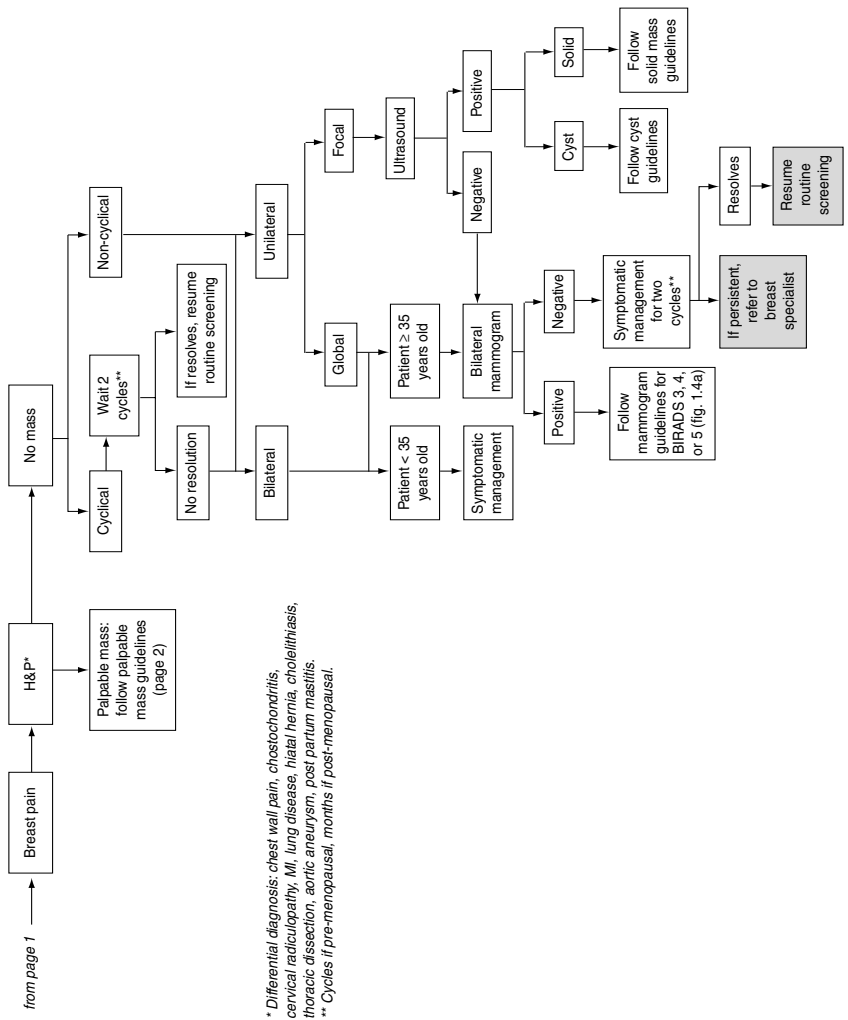 from page 1
Breast pain
H&P*
No mass
Palpable mass:
follow palpable
mass guidelines
(page 2)
Cyclical
Non-cyclical
Wait 2
cycles**
No resolution
If resolves, resume
routine screening
Bilateral
Unilateral
Global
Focal
Patient < 35
years old
Patient ≥ 35
years old
Ultrasound
Symptomatic
management
Bilateral
mammogram
Negative
Positive
Positive
Negative
Cyst
Solid
Follow
mammogram
guidelines for
BIRADS 3, 4,
or 5 (fig. 1.4a)
Symptomatic
management
for two
cycles**
Follow cyst
guidelines
Follow
solid mass
guidelines
If persistent,
refer to
breast
specialist
Resolves
Resume
routine
screening
* Differential diagnosis: chest wall pain, chostochondritis,
cervical radiculopathy, MI, lung disease, hiatal hernia, cholelithiasis,
thoracic dissection, aortic aneurysm, post partum mastitis.
** Cycles if pre-menopausal, months if post-menopausal.